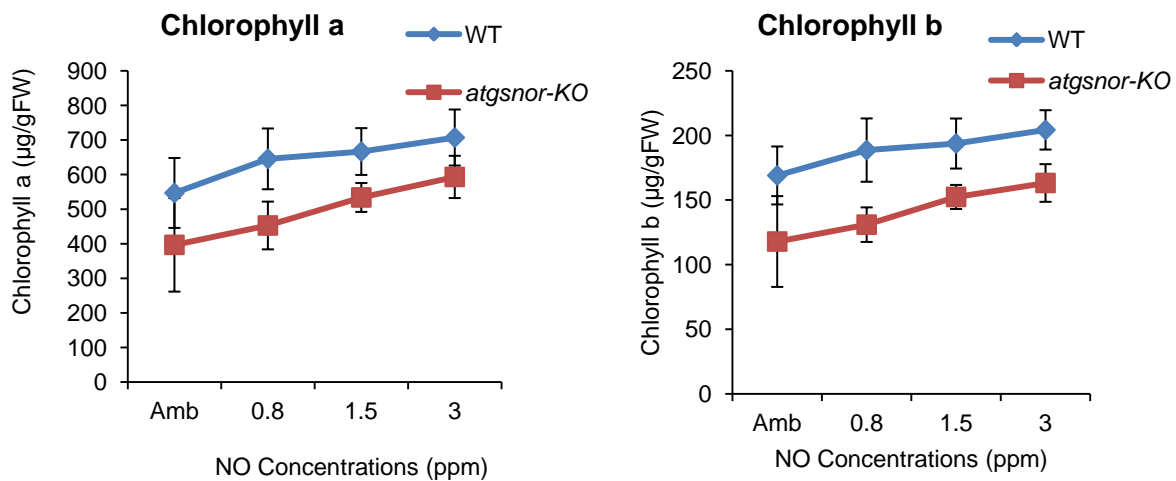 Chlorophyll a
WT
atgsnor-KO
Chlorophyll a (µg/gFW)
900
800
700
600
500
400
300
200
100
0
Amb 0.8 1.5 3
NO Concentrations (ppm)
Chlorophyll b
WT
atgsnor-KO
Chlorophyll b (µg/gFW)
250
200
150
100
50
0
Amb 0.8 1.5 3
NO Concentrations (ppm)